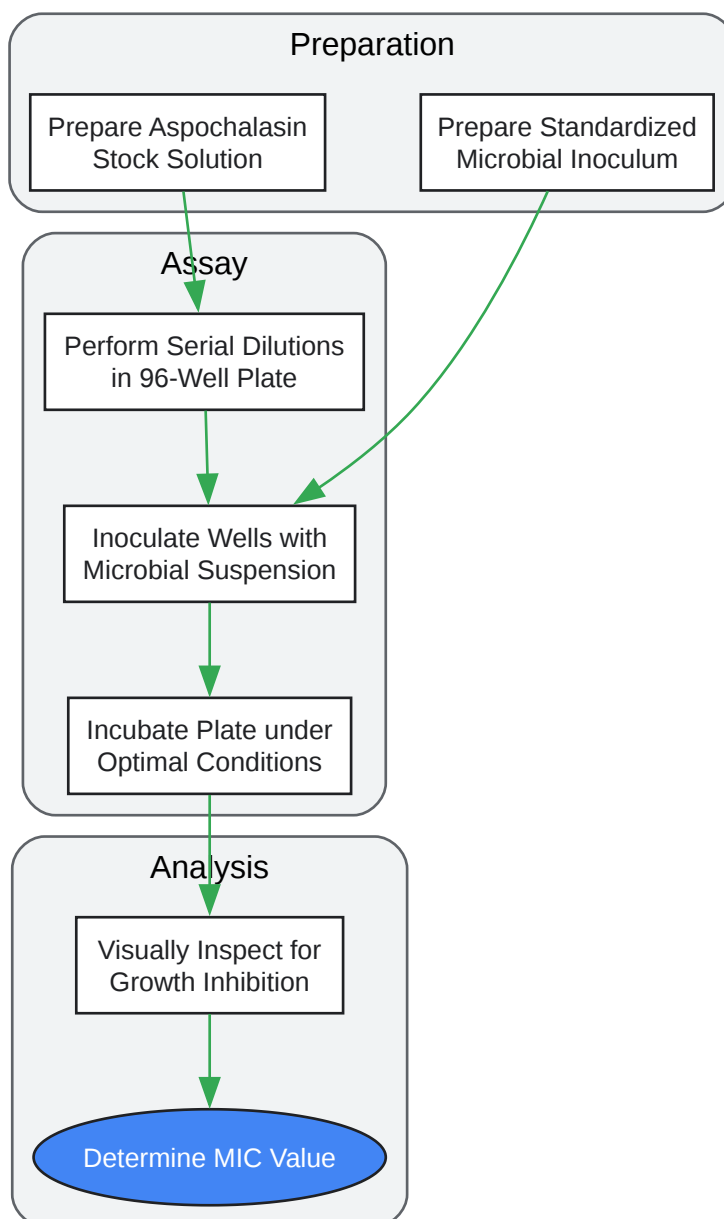 Preparation
Prepare Aspochalasin
Stock Solution
Prepare Standardized
Microbial Inoculum
Assay
Perform Serial Dilutions
in 96-Well Plate
Inoculate Wells with
Microbial Suspension
Incubate Plate under
Optimal Conditions
Analysis
Visually Inspect for
Growth Inhibition
Determine MIC Value